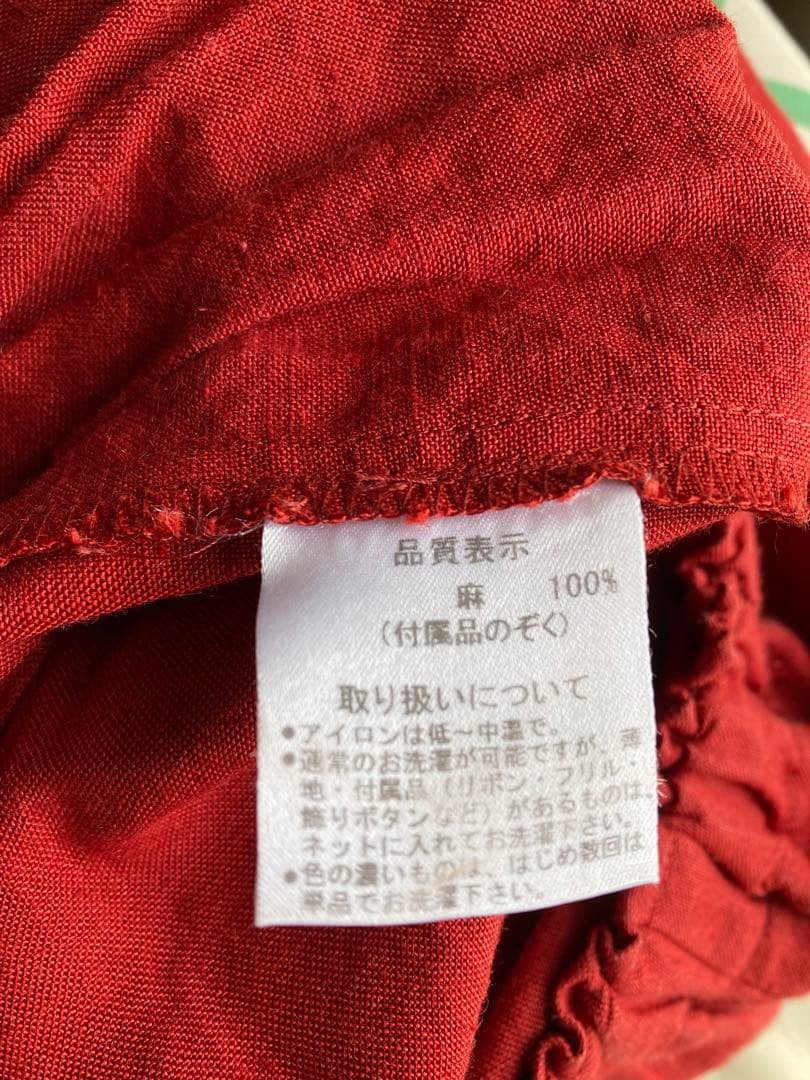 品質表示
麻 100%
(付属品のぞく)
取り扱いについて
●アイロンは低～中温で。
●通常のお洗濯が可能ですが、薄
地・付属品(リボン・フリル・
飾りボタンなど)があるものは、
ネットに入れてお洗濯下さい。
●色の濃いものは、はじめ数回は
単品でお洗濯下さい。